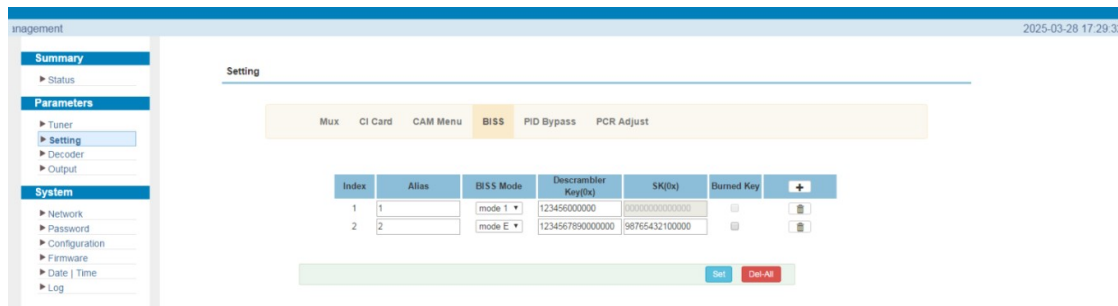 anagement
2025-03-28 17:29:3
Summary
Status
Parameters
Tuner
Setting
Decoder
Output
System
Network
Password
Configuration
Firmware
Date | Time
Log
Setting
Mux CI Card CAM Menu BISS PID Bypass PCR Adjust
Index Alias BISS Mode Descrambler Key(0x) SK(0x) Burned Key +
1 1 mode 1 123456000000 00000000000000
2 2 mode E 1234567890000000 98765432100000
Set Del-All